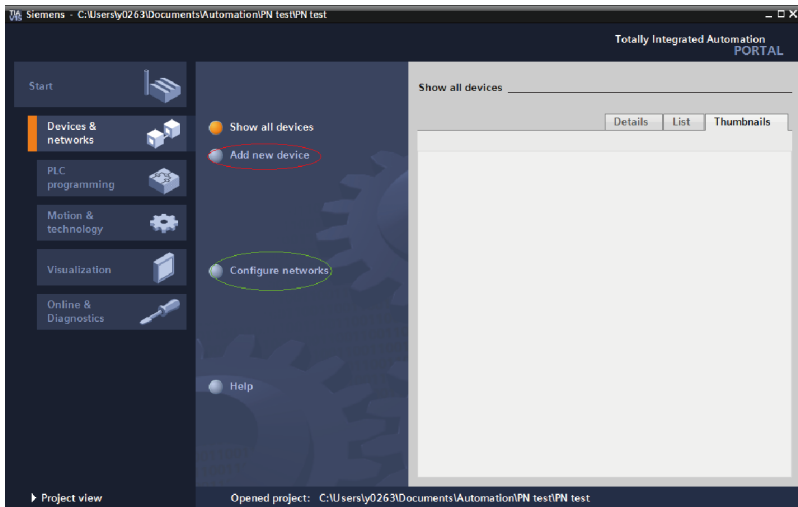 Siemens - C:\Users\y0263\Documents\Automation\PN test\PN test
Totally Integrated Automation
PORTAL
Start
Devices &
networks
PLC
programming
Motion &
technology
Visualization
Online &
Diagnostics
Show all devices
Add new device
Configure networks
Help
Show all devices
Details
List
Thumbnails
Project view
Opened project: C:\Users\y0263\Documents\Automation\PN test\PN test